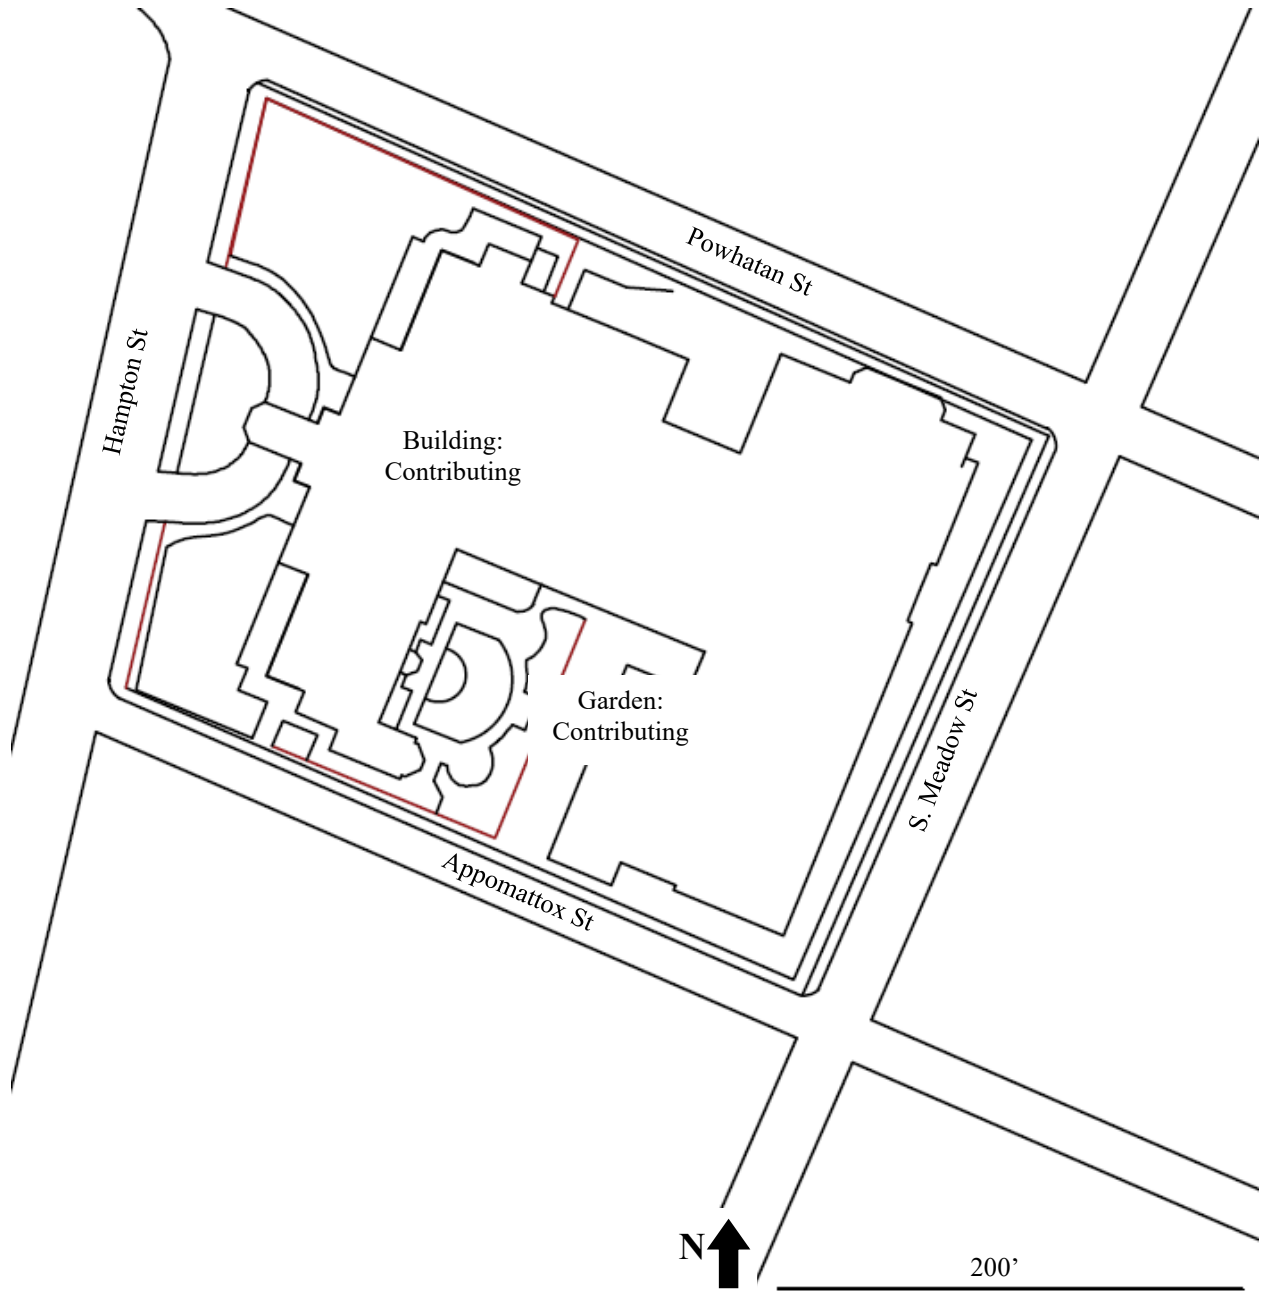 Powhatan St
Hampton St
Building:
Contributing
Garden:
Contributing
S. Meadow St
Appomattox St
N
200’